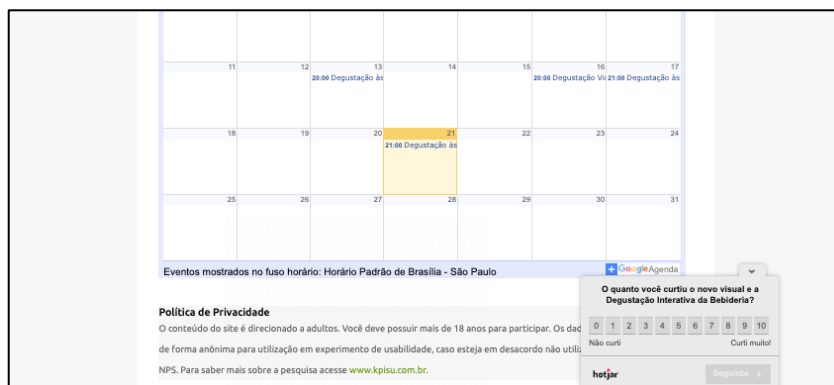 11 12 13 14 15 16 17
20:00 Degustação às 20:00 Degustação Vi 21:00 Degustação às
18 19 20 21 22 23 24
21:00 Degustação às
25 26 27 28 29 30 31
Eventos mostrados no fuso horário: Horário Padrão de Brasília - São Paulo
GoogleAgenda
O quanto você curtiu o novo visual e a
Degustação Interativa da Bebideria?
0 1 2 3 4 5 6 7 8 9 10
Não curti Curti muito!
hotjar Seguinte
Política de Privacidade
O conteúdo do site é direcionado a adultos. Você deve possuir mais de 18 anos para participar. Os dad
de forma anônima para utilização em experimento de usabilidade, caso esteja em desacordo não utili
NPS. Para saber mais sobre a pesquisa acesse www.kpisu.com.br.